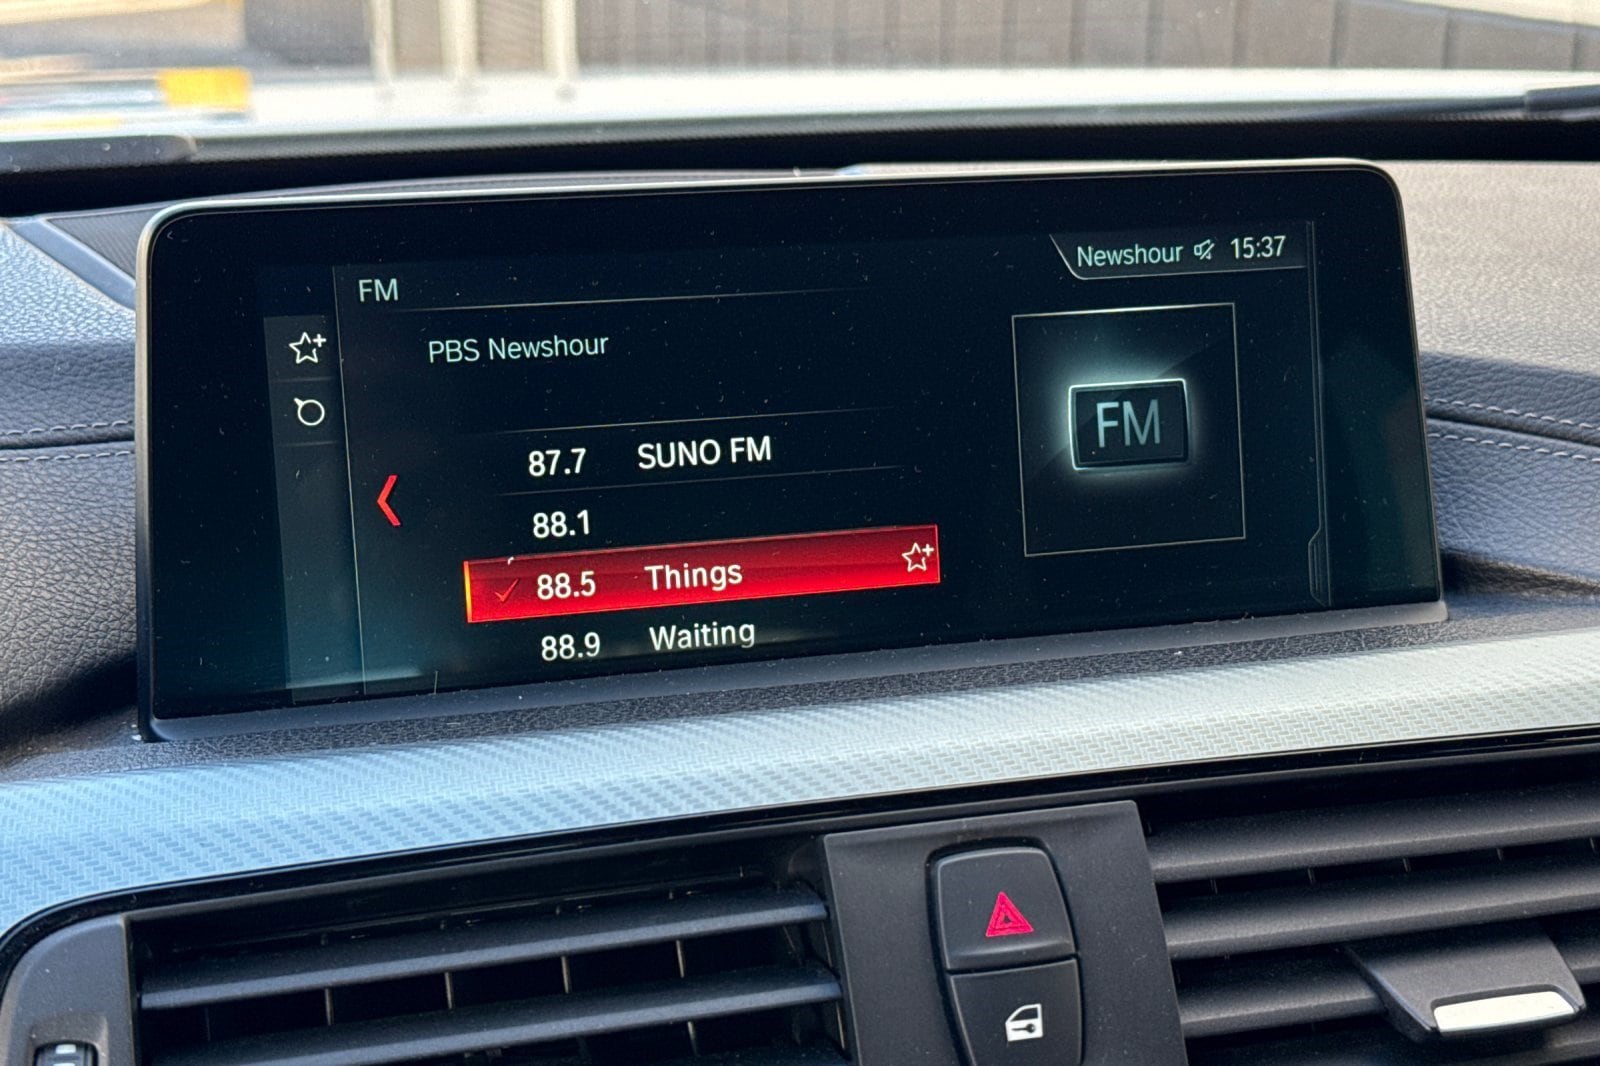 Newshour 15:37
FM
PBS Newshour
87.7 SUNO FM
88.1
88.5 Things
88.9 Waiting
FM